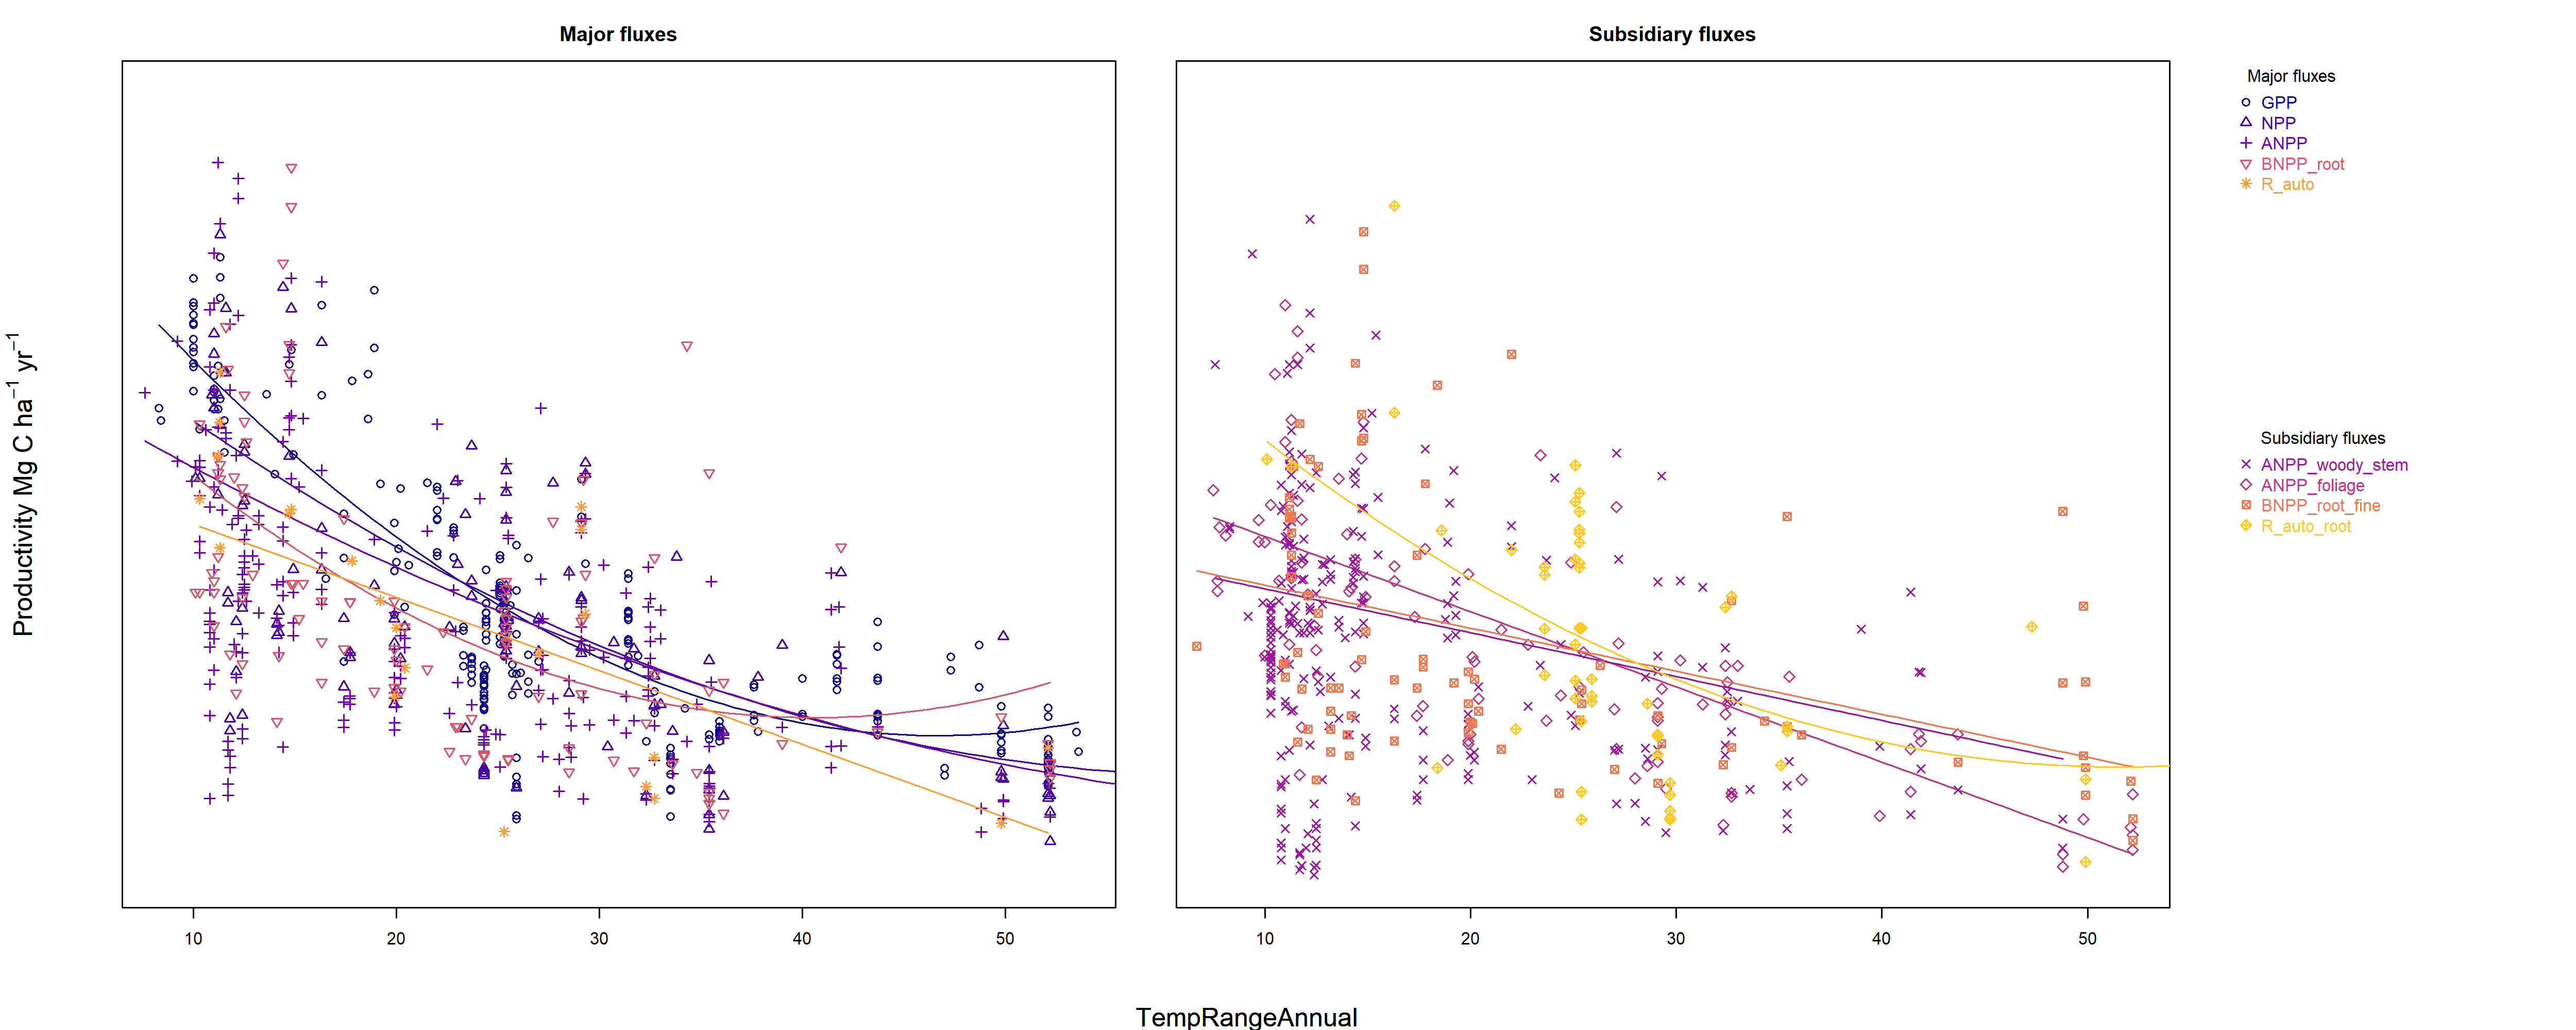 Major fluxes
Subsidiary fluxes
Productivity Mg C ha⁻¹ yr⁻¹
10 20 30 40 50
10 20 30 40 50
TempRangeAnnual
Major fluxes
GPP
NPP
ANPP
BNPP_root
R_auto
Subsidiary fluxes
ANPP_woody_stem
ANPP_foliage
BNPP_root_fine
R_auto_root